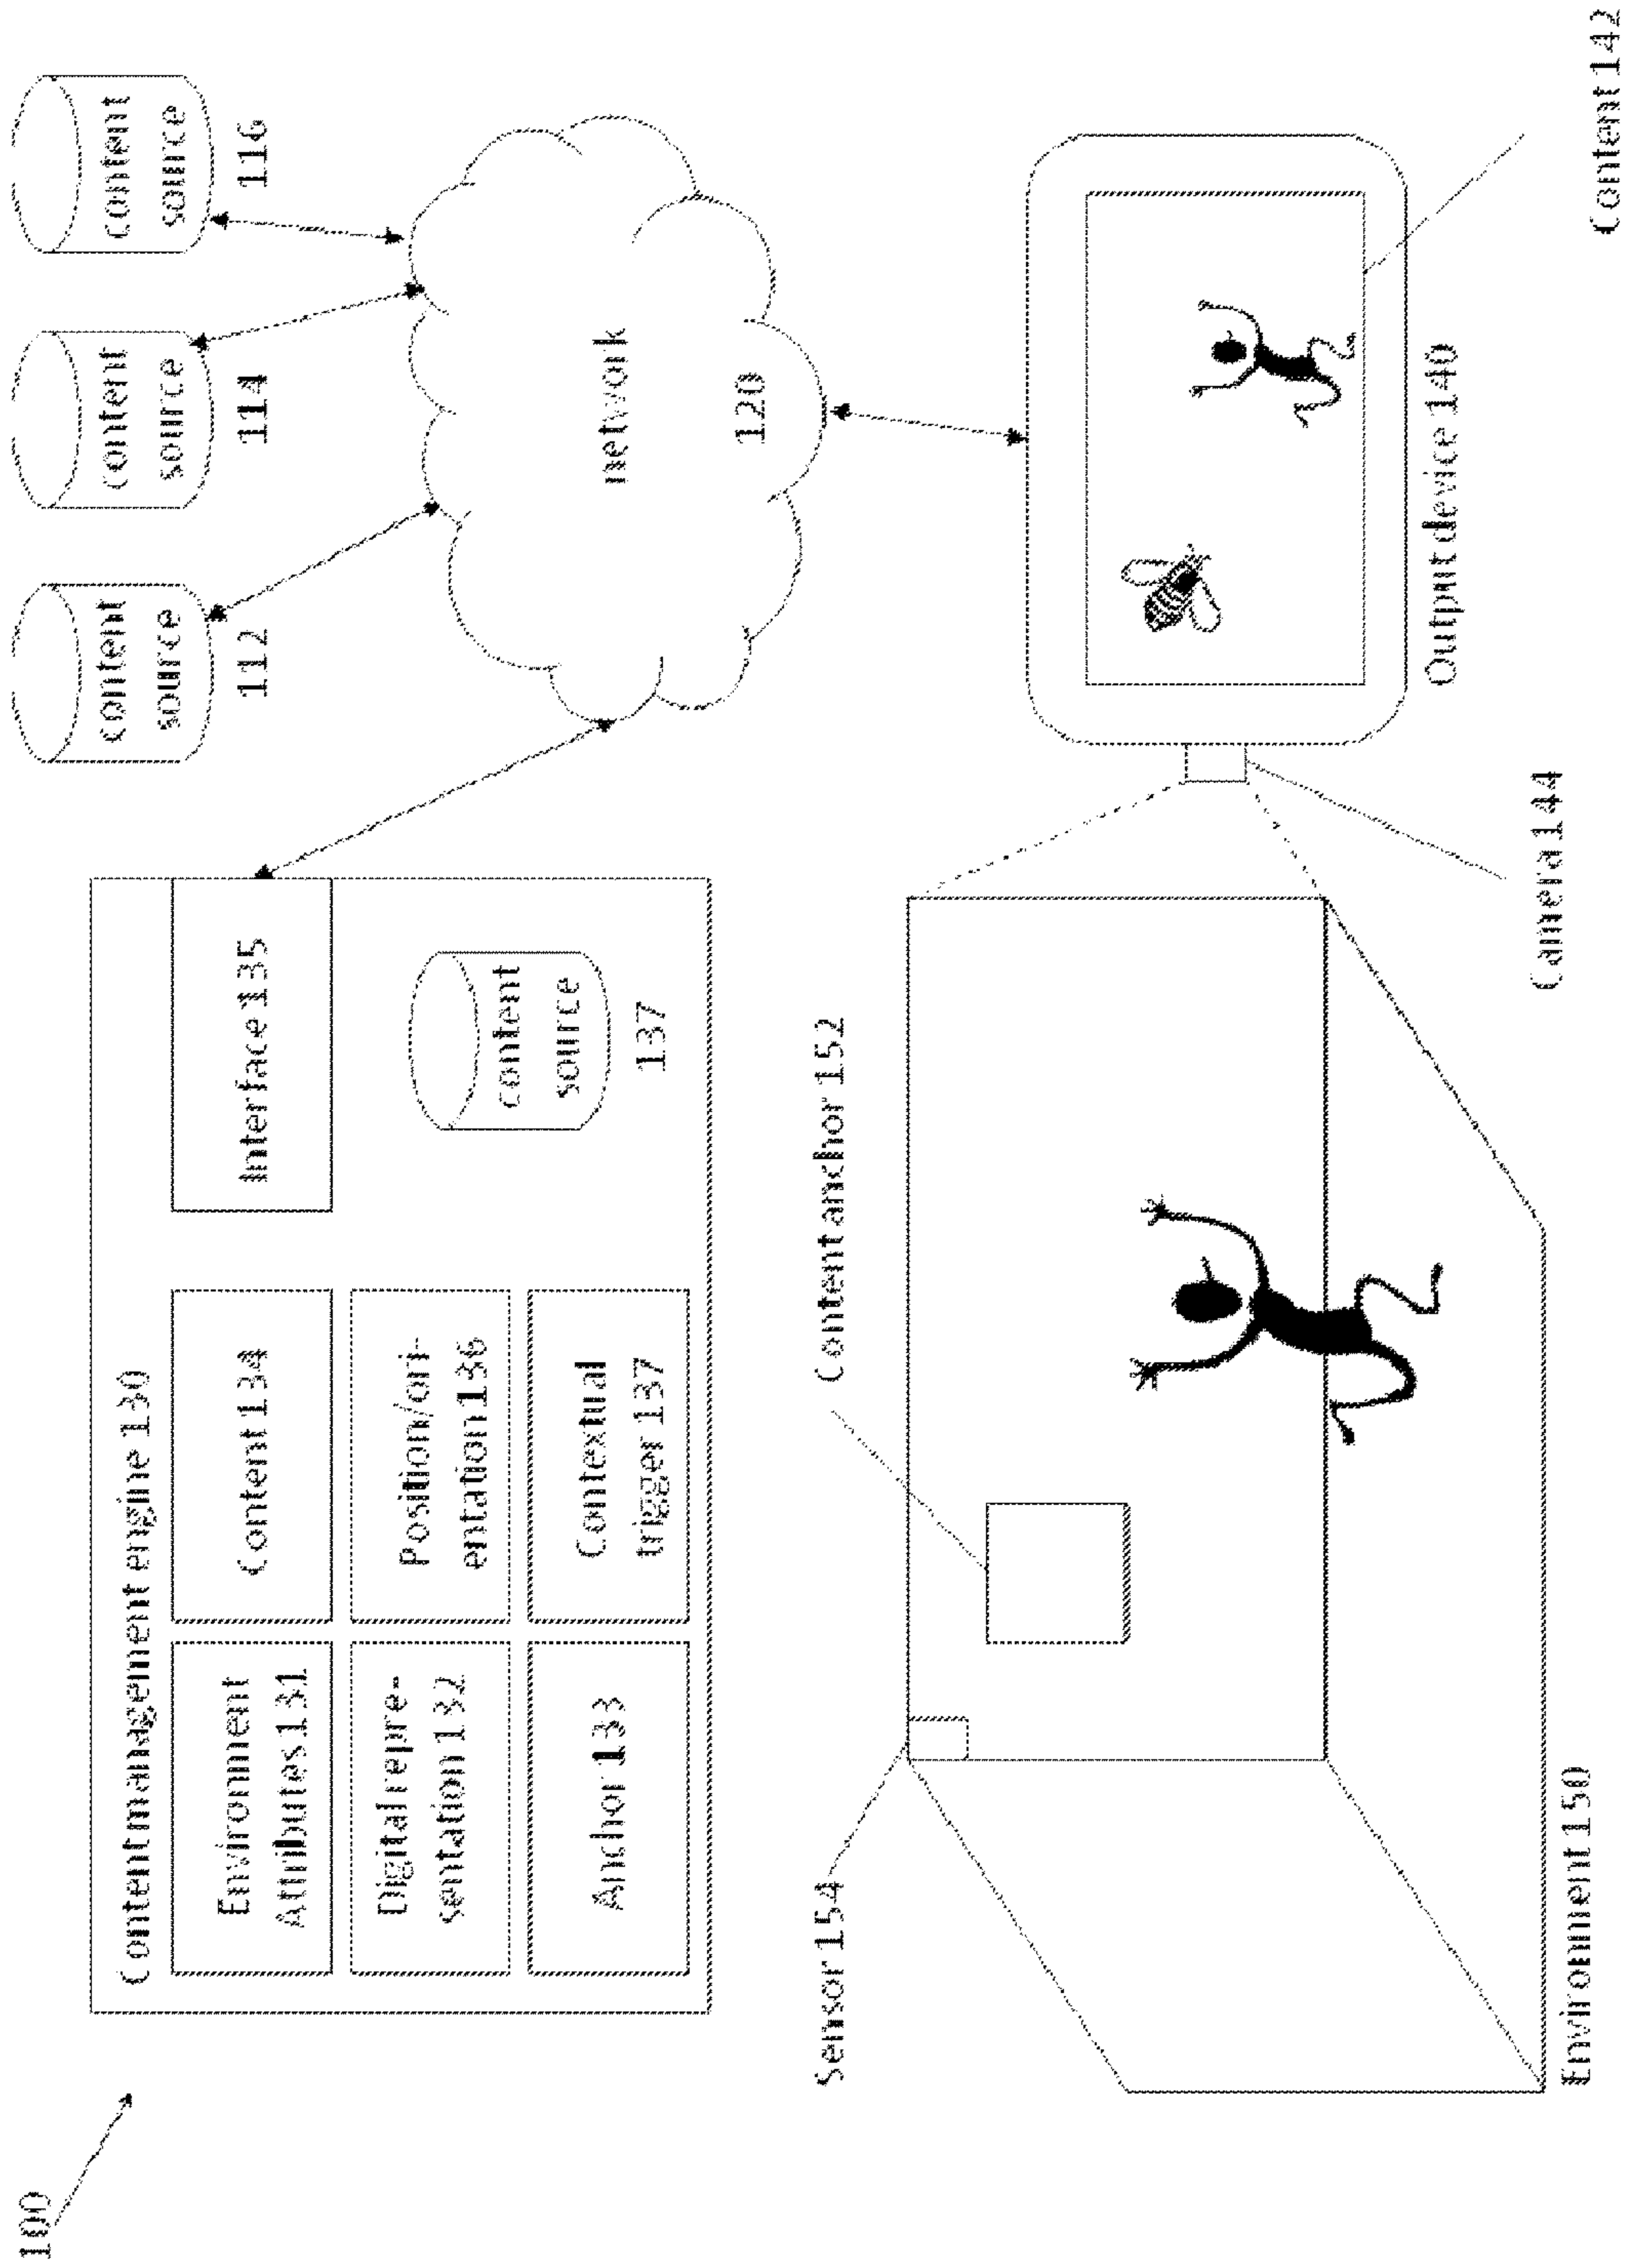 100
Content management engine 130
Environment
Attributes 131
Content 134
Interface 135
Digital repre-
sentation 132
Position/ori-
entation 136
Anchor 133
Contextual
trigger 137
content
source
137
content
source
112
content
source
114
content
source
116
network
120
Sensor 154
Content anchor 152
Environment 150
Camera 144
Output device 140
Content 142